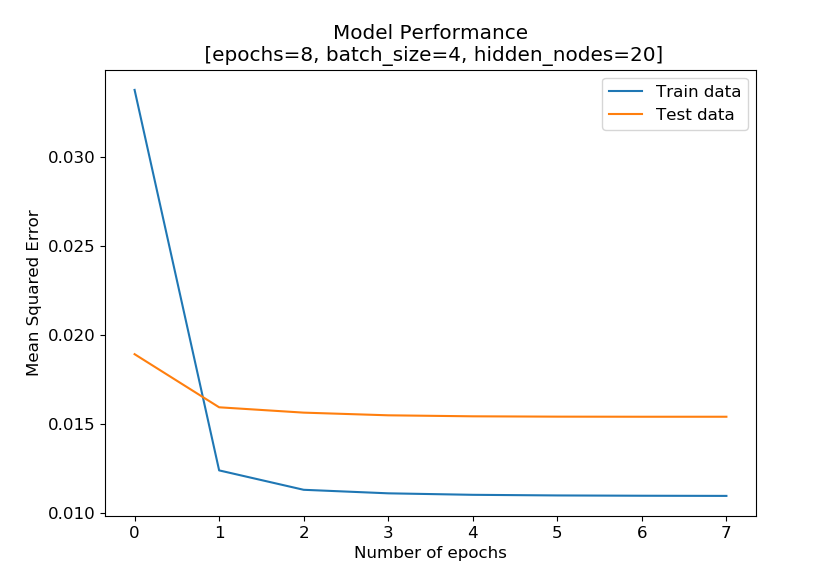 Model Performance
[epochs=8, batch_size=4, hidden_nodes=20]
Train data
Test data
Mean Squared Error
0.030
0.025
0.020
0.015
0.010
0 1 2 3 4 5 6 7
Number of epochs